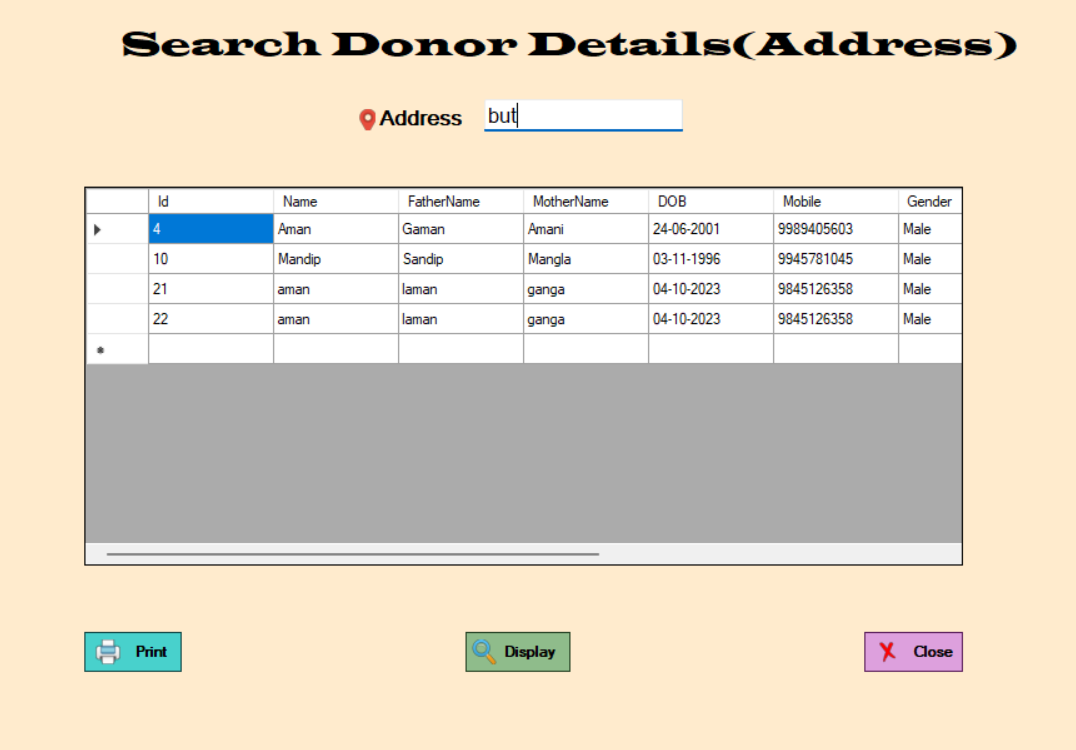 Search Donor Details(Address)
Address but
Id Name FatherName MotherName DOB Mobile Gender
4 Aman Gaman Amani 24-06-2001 9989405603 Male
10 Mandip Sandip Mangla 03-11-1996 9945781045 Male
21 aman laman ganga 04-10-2023 9845126358 Male
22 aman laman ganga 04-10-2023 9845126358 Male
Print Display Close